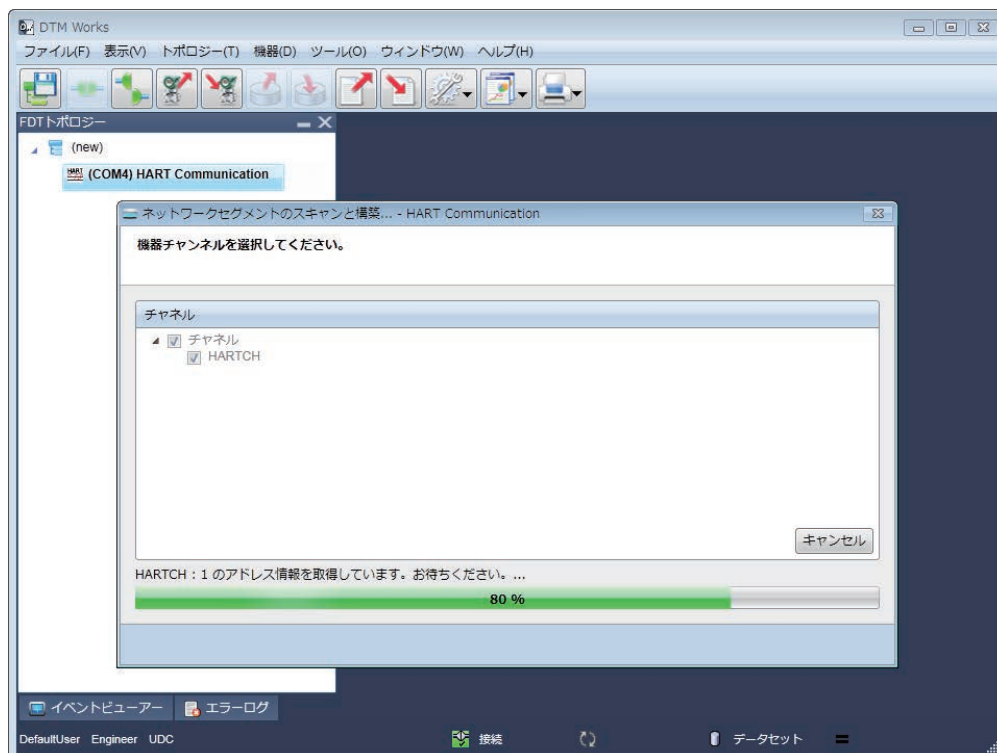 DTM Works
ファイル(F) 表示(V) トポロジー(T) 機器(D) ツール(O) ウィンドウ(W) ヘルプ(H)
FDTトポロジー
(new)
HART (COM4) HART Communication
ネットワークセグメントのスキャンと構築... - HART Communication
機器チャンネルを選択してください。
チャネル
チャネル
HARTCH
キャンセル
HARTCH : 1 のアドレス情報を取得しています。お待ちください。...
80 %
イベントビューアー エラーログ
DefaultUser Engineer UDC 接続 データセット